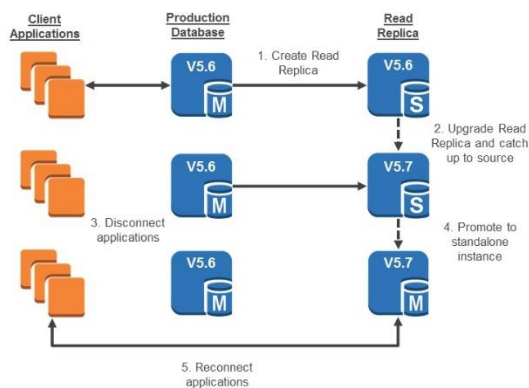 Client
Applications
Production
Database
Read
Replica
1. Create Read
Replica
V5.6
M
V5.6
S
2. Upgrade Read
Replica and catch
up to source
V5.6
M
V5.7
S
3. Disconnect
applications
4. Promote to
standalone
instance
V5.6
M
V5.7
M
5. Reconnect
applications